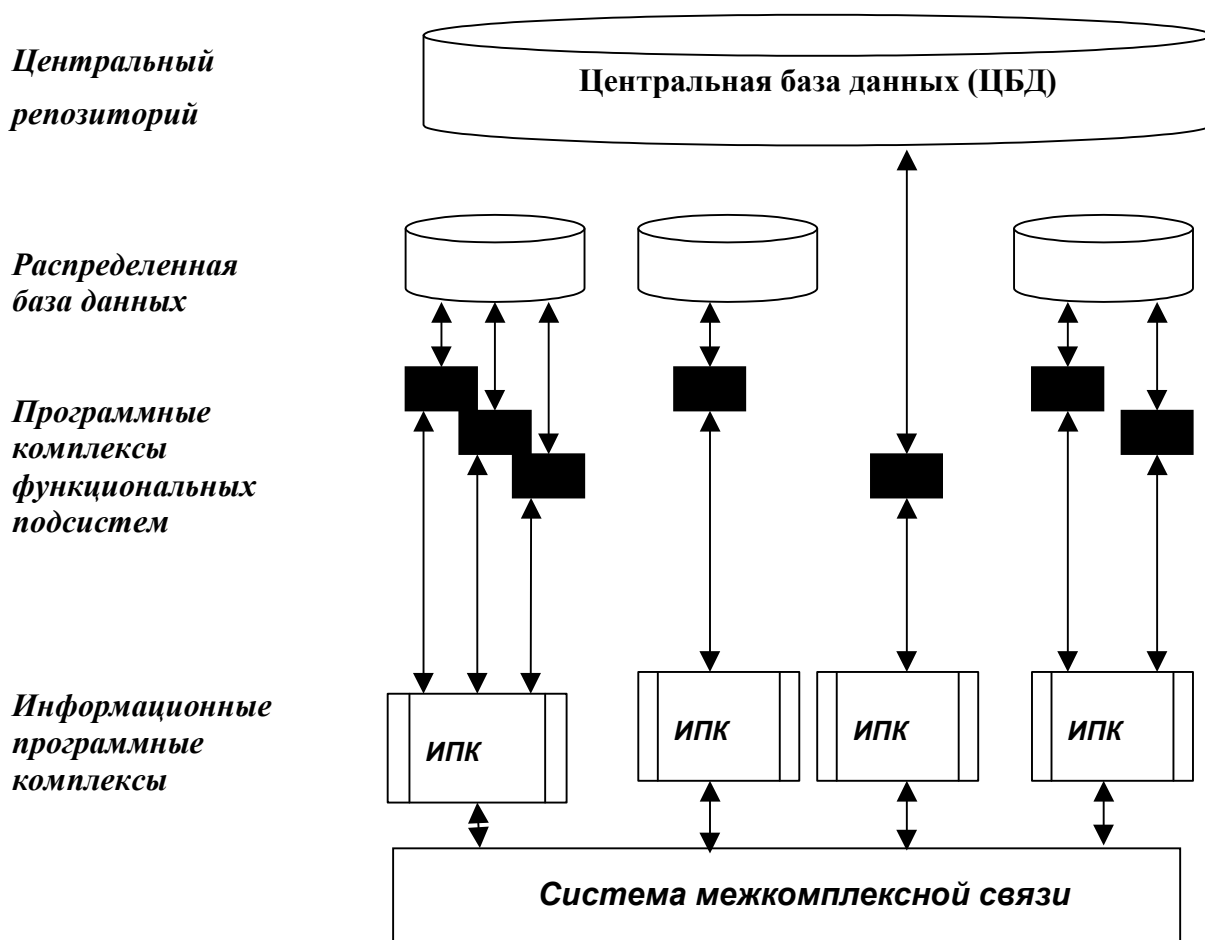 Центральный
репозиторий
Центральная база данных (ЦБД)
Распределенная
база данных
Программные
комплексы
функциональных
подсистем
Информационные
программные
комплексы
ИПК
ИПК
ИПК
ИПК
Система межкомплексной связи